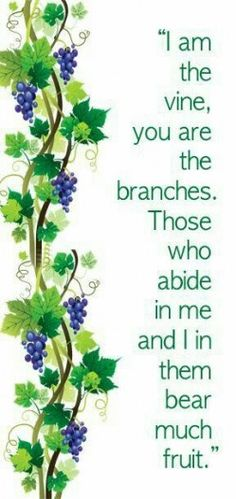 “I am
the
vine,
you are
the
branches.
Those
who
abide
in me
and I in
them
bear
much
fruit.”